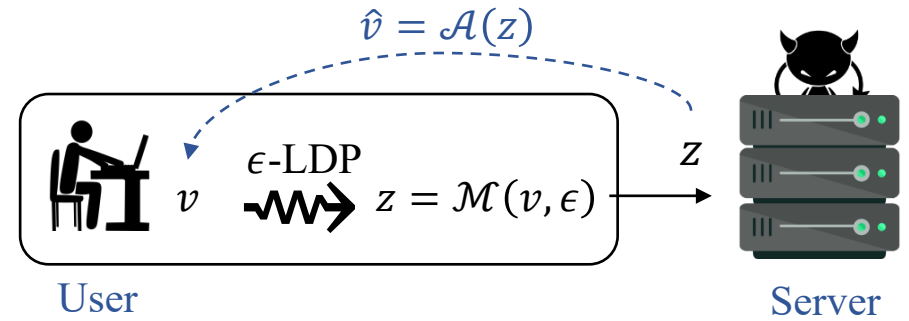 v̂ = 𝒜(z)
ϵ-LDP
v
z = ℳ(v, ϵ)
z
User
Server